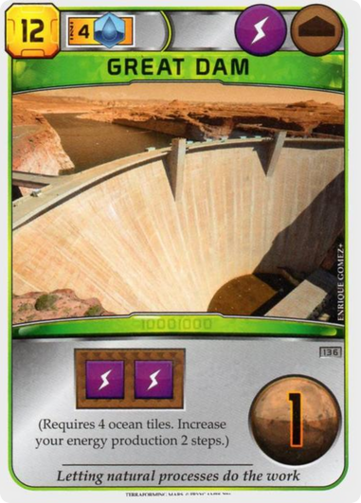 12
4
GREAT DAM
ENRIQUE GOMEZ
136
1
(Requires 4 ocean tiles. Increase
your energy production 2 steps.)
Letting natural processes do the work